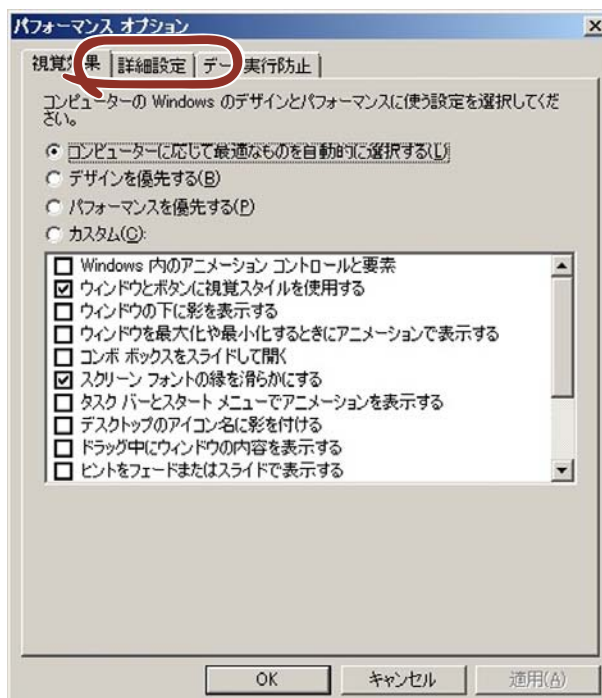 パフォーマンス オプション
視覚効果 詳細設定 データ実行防止
コンピューターの Windows のデザインとパフォーマンスに使う設定を選択してくだ
さい。
コンピューターに応じて最適なものを自動的に選択する(L)
デザインを優先する(B)
パフォーマンスを優先する(P)
カスタム(C):
Windows 内のアニメーション コントロールと要素
ウィンドウとボタンに視覚スタイルを使用する
ウィンドウの下に影を表示する
ウィンドウを最大化や最小化するときにアニメーションで表示する
コンボ ボックスをスライドして開く
スクリーン フォントの縁を滑らかにする
タスク バーとスタート メニューでアニメーションを表示する
デスクトップのアイコン名に影を付ける
ドラッグ中にウィンドウの内容を表示する
ヒントをフェードまたはスライドで表示する
OK キャンセル 適用(A)